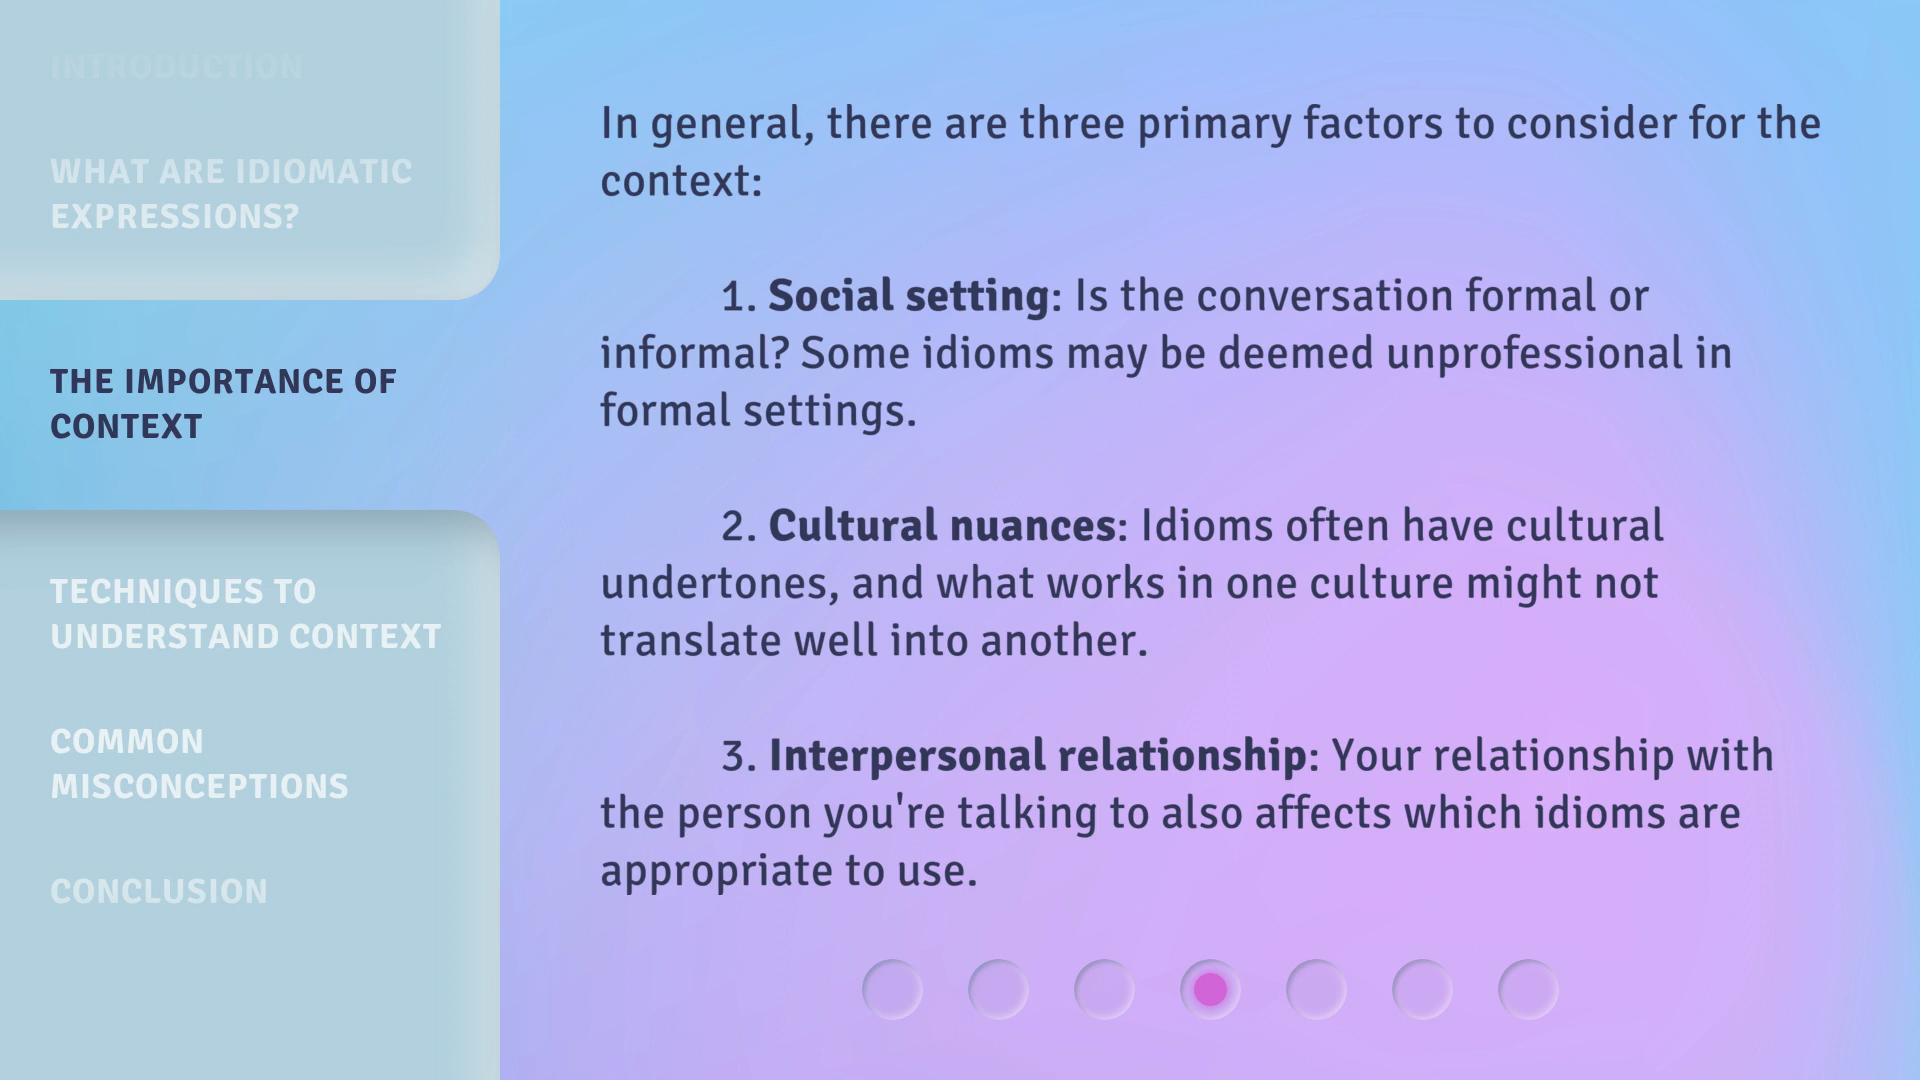 INTRODUCTION
WHAT ARE IDIOMATIC
EXPRESSIONS?
THE IMPORTANCE OF
CONTEXT
TECHNIQUES TO
UNDERSTAND CONTEXT
COMMON
MISCONCEPTIONS
CONCLUSION
In general, there are three primary factors to consider for the
context:
1. Social setting: Is the conversation formal or
informal? Some idioms may be deemed unprofessional in
formal settings.
2. Cultural nuances: Idioms often have cultural
undertones, and what works in one culture might not
translate well into another.
3. Interpersonal relationship: Your relationship with
the person you're talking to also affects which idioms are
appropriate to use.